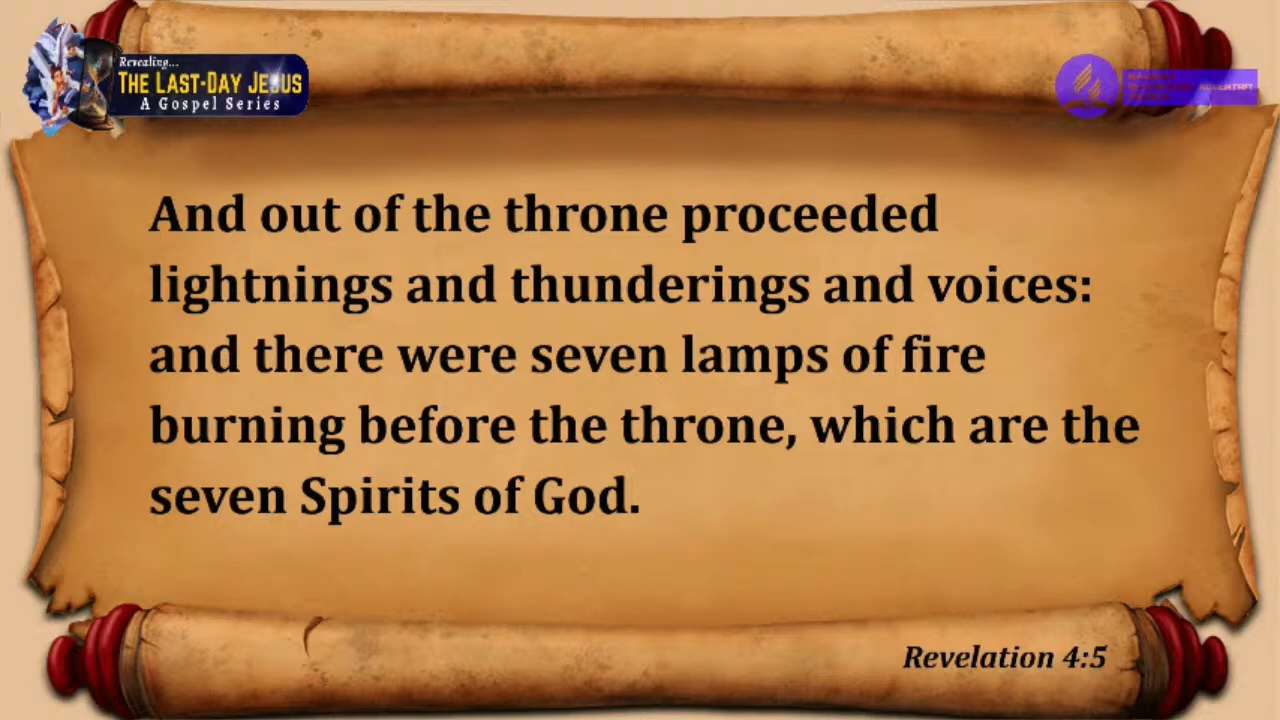 Revealing...
THE LAST-DAY JESUS
A Gospel Series
ADVENTIST
And out of the throne proceeded
lightnings and thunderings and voices:
and there were seven lamps of fire
burning before the throne, which are the
seven Spirits of God.
Revelation 4:5